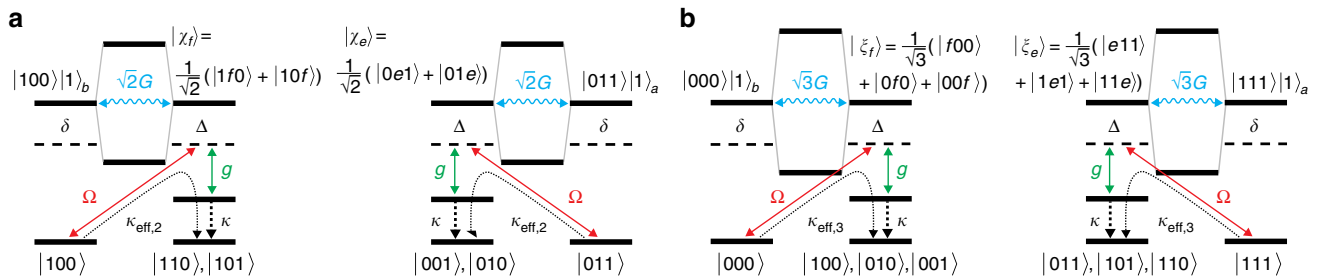 a
|χ_f⟩=
|100⟩|1⟩_b √2G 1/√2(|1f0⟩ + |10f⟩)
δ Δ
g
Ω
κ_eff,2 κ
|100⟩ |110⟩,|101⟩
|χ_e⟩=
1/√2(|0e1⟩ + |01e⟩) √2G |011⟩|1⟩_a
Δ δ
g
Ω
κ κ_eff,2
|001⟩,|010⟩ |011⟩
b
|ξ_f⟩ = 1/√3(|f00⟩
|000⟩|1⟩_b √3G + |0f0⟩ + |00f⟩)
δ Δ
g
Ω
κ_eff,3 κ
|000⟩ |100⟩,|010⟩,|001⟩
|ξ_e⟩ = 1/√3(|e11⟩
+ |1e1⟩ + |11e⟩) √3G |111⟩|1⟩_a
Δ δ
g
Ω
κ κ_eff,3
|011⟩,|101⟩,|110⟩ |111⟩